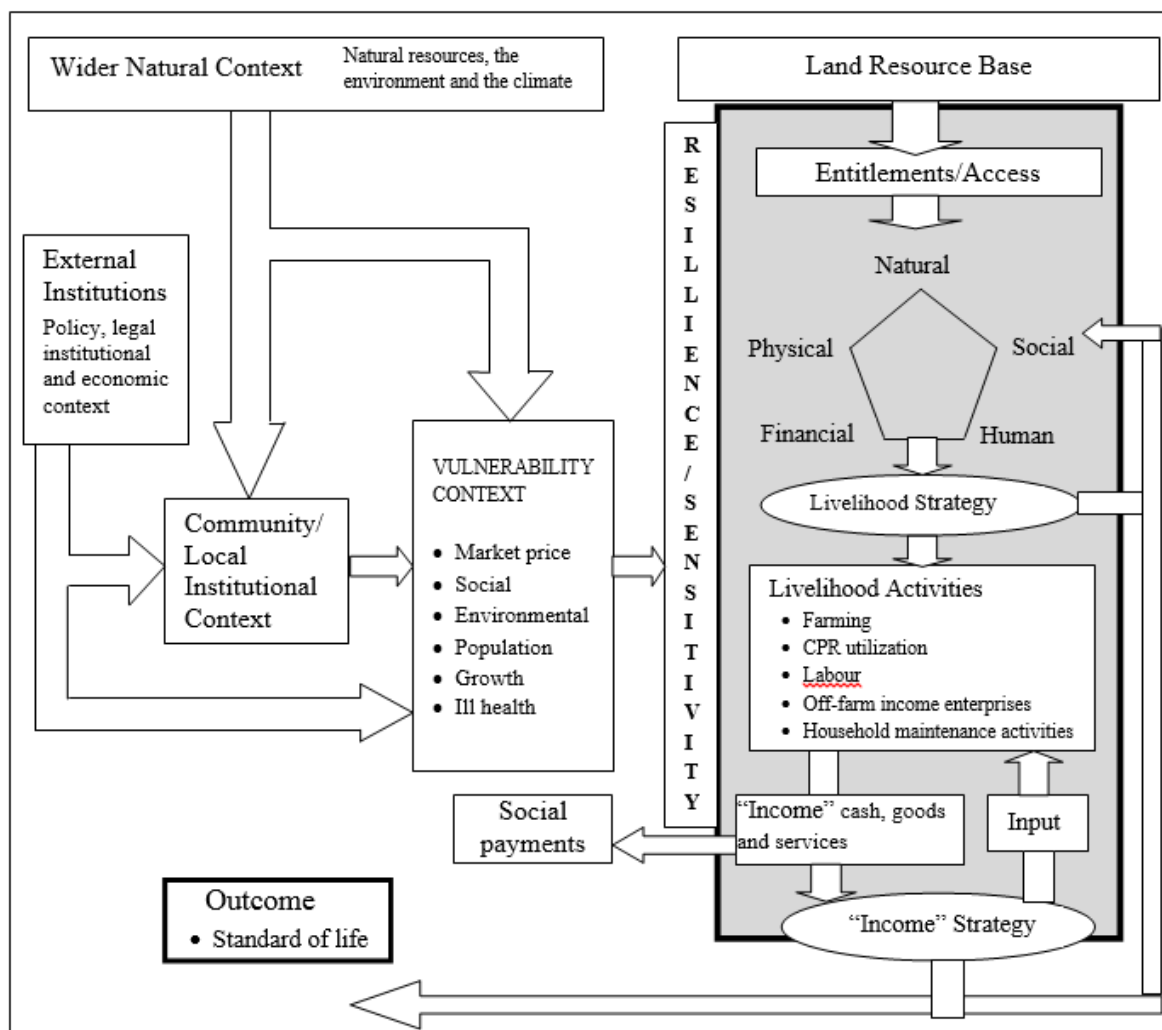 Wider Natural Context
Natural resources, the
environment and the climate
Land Resource Base
External
Institutions
Policy, legal
institutional
and economic
context
Community/
Local
Institutional
Context
VULNERABILITY
CONTEXT
• Market price
• Social
• Environmental
• Population
• Growth
• Ill health
R
E
S
I
L
L
I
E
N
C
E
/
S
E
N
S
I
T
I
V
I
T
Y
Entitlements/Access
Natural
Physical
Social
Financial
Human
Livelihood Strategy
Livelihood Activities
• Farming
• CPR utilization
• Labour
• Off-farm income enterprises
• Household maintenance activities
Social
payments
“Income” cash, goods
and services
Input
“Income” Strategy
Outcome
• Standard of life